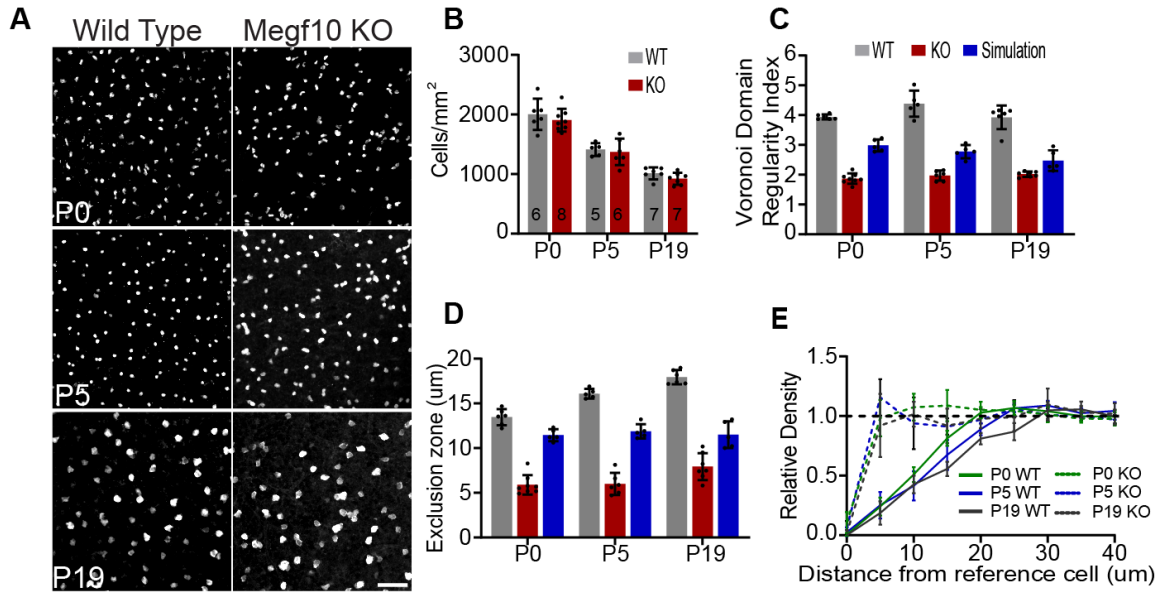 A
Wild Type
Megf10 KO
P0
P5
P19
B
Cells/mm²
3000
2000
1000
0
WT
KO
6
8
5
6
7
7
P0
P5
P19
C
Voronoi Domain
Regularity Index
6
5
4
3
2
1
0
WT
KO
Simulation
P0
P5
P19
D
Exclusion zone (um)
20
15
10
5
0
P0
P5
P19
E
Relative Density
1.5
1.0
0.5
0.0
P0 WT
P0 KO
P5 WT
P5 KO
P19 WT
P19 KO
0
10
20
30
40
Distance from reference cell (um)